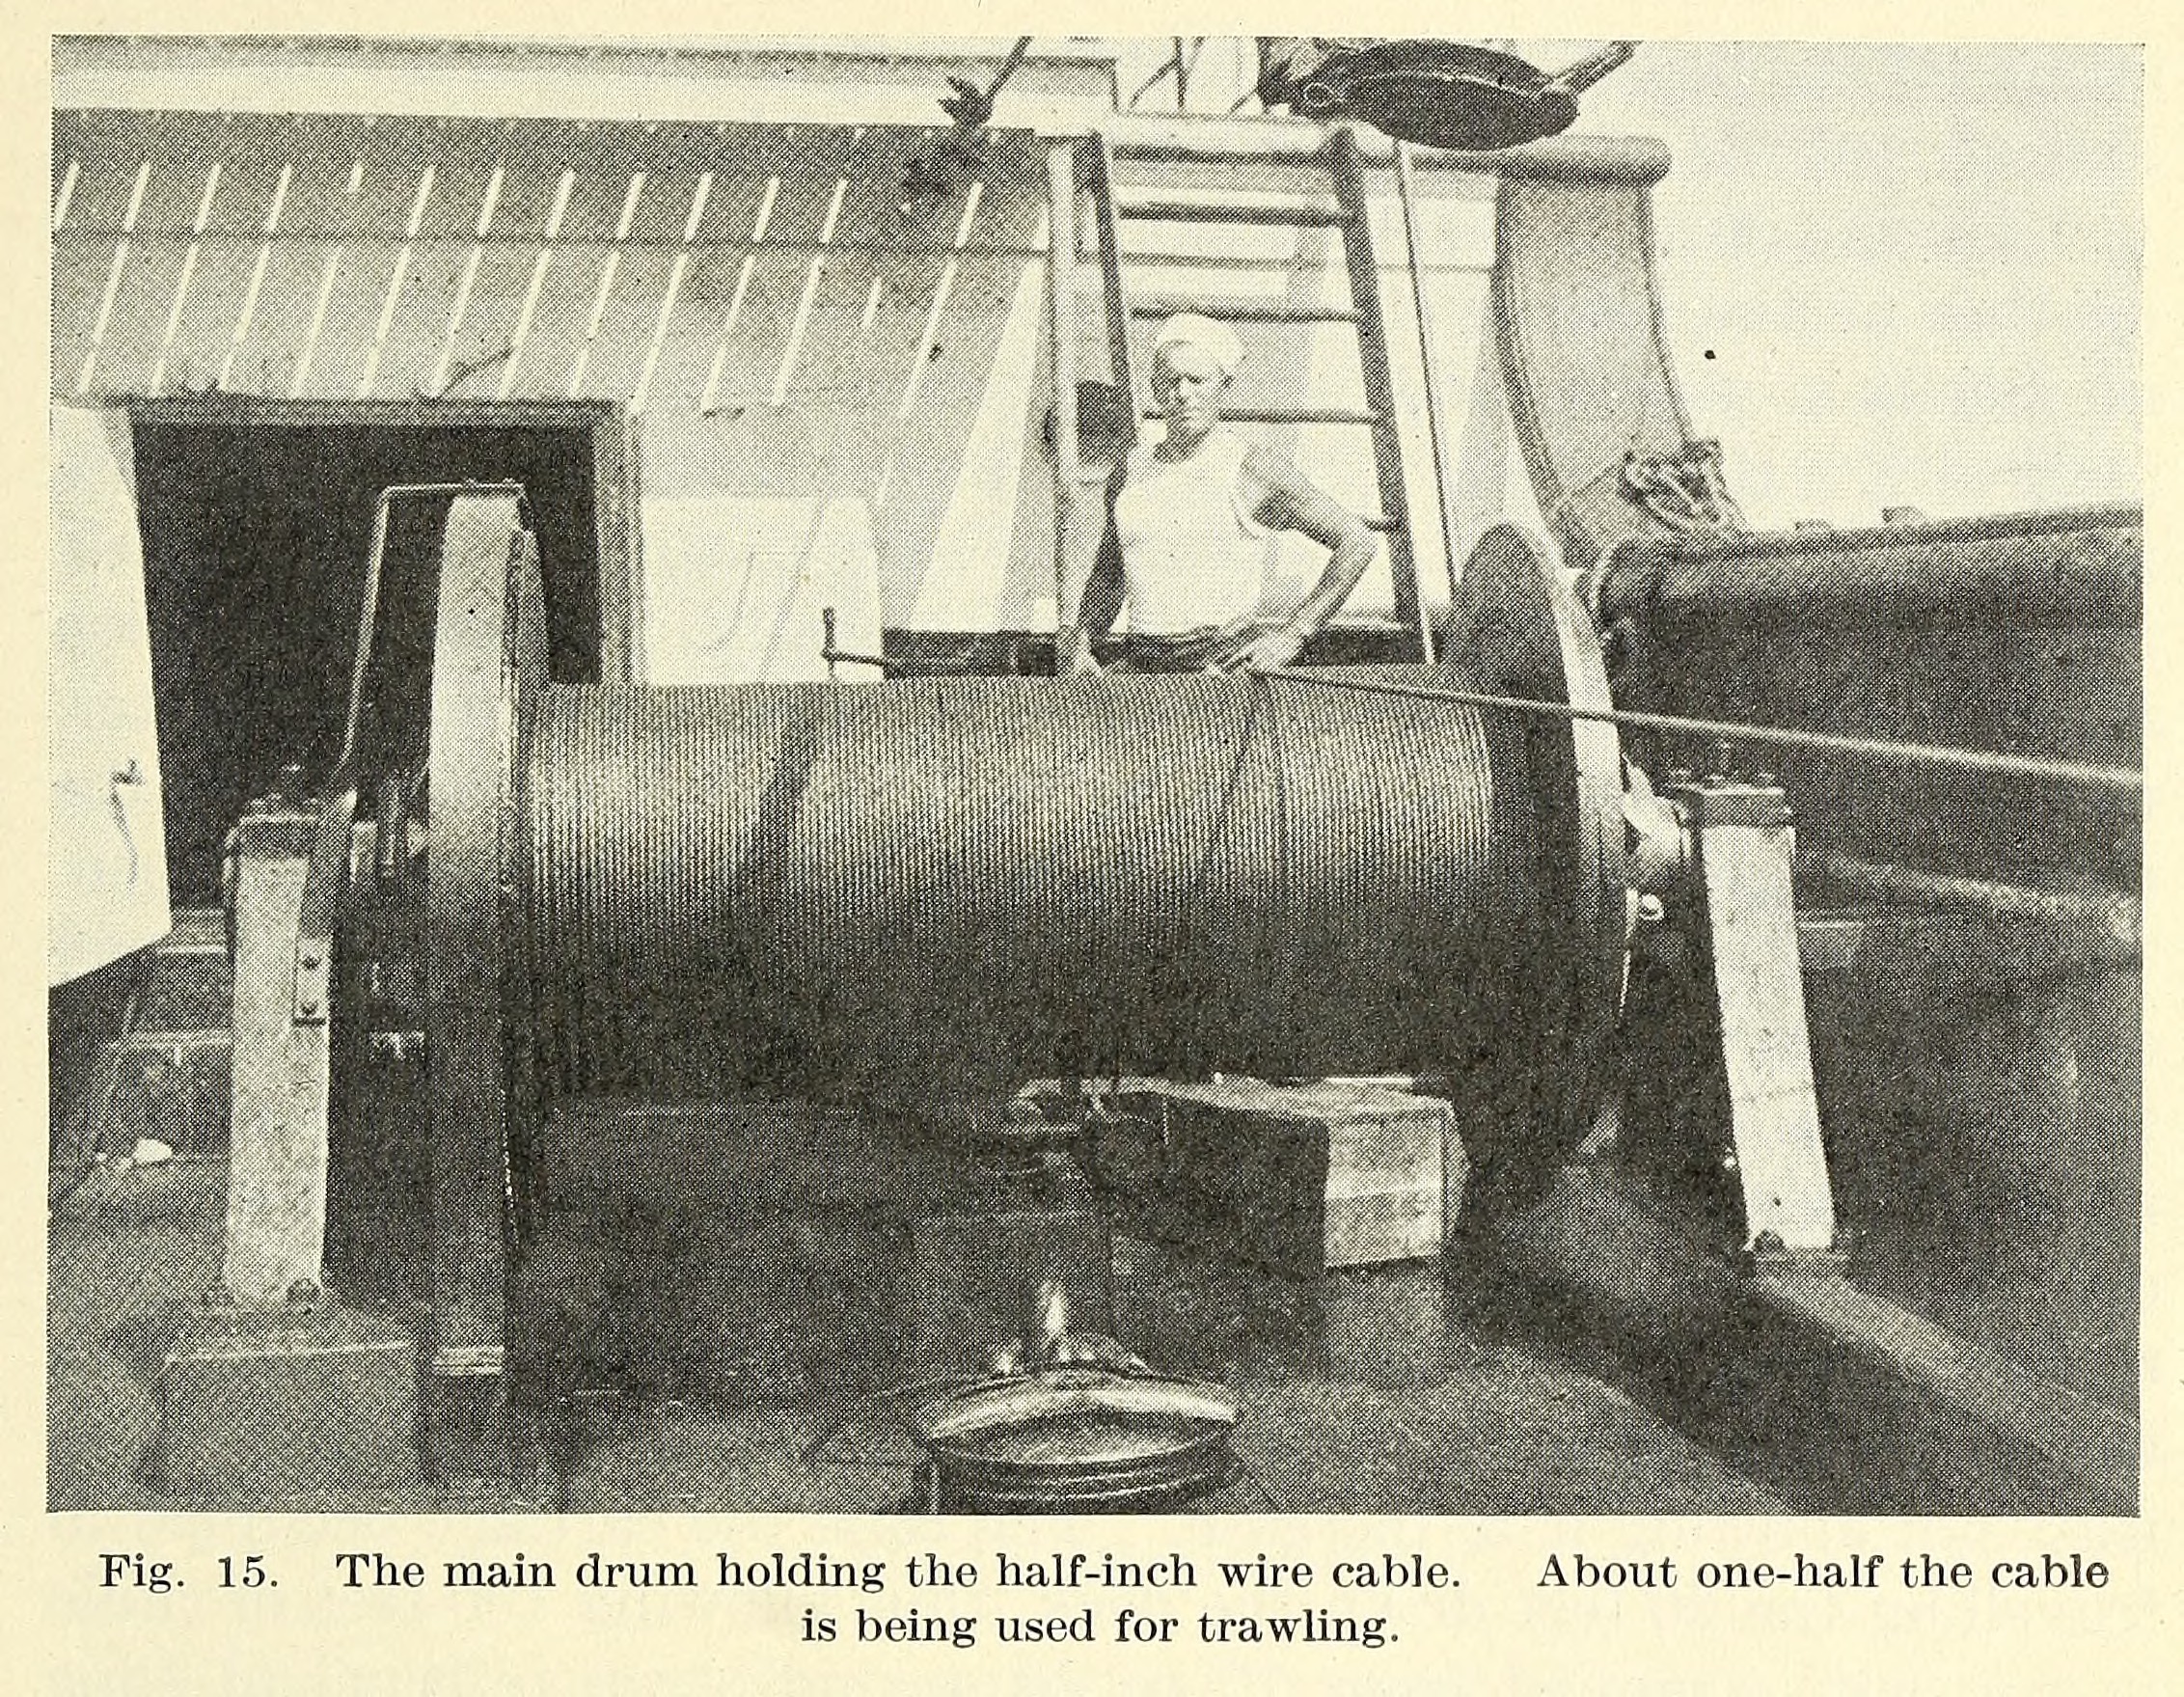 Fig. 15. The main drum holding the half-inch wire cable. About one-half the cable
is being used for trawling.